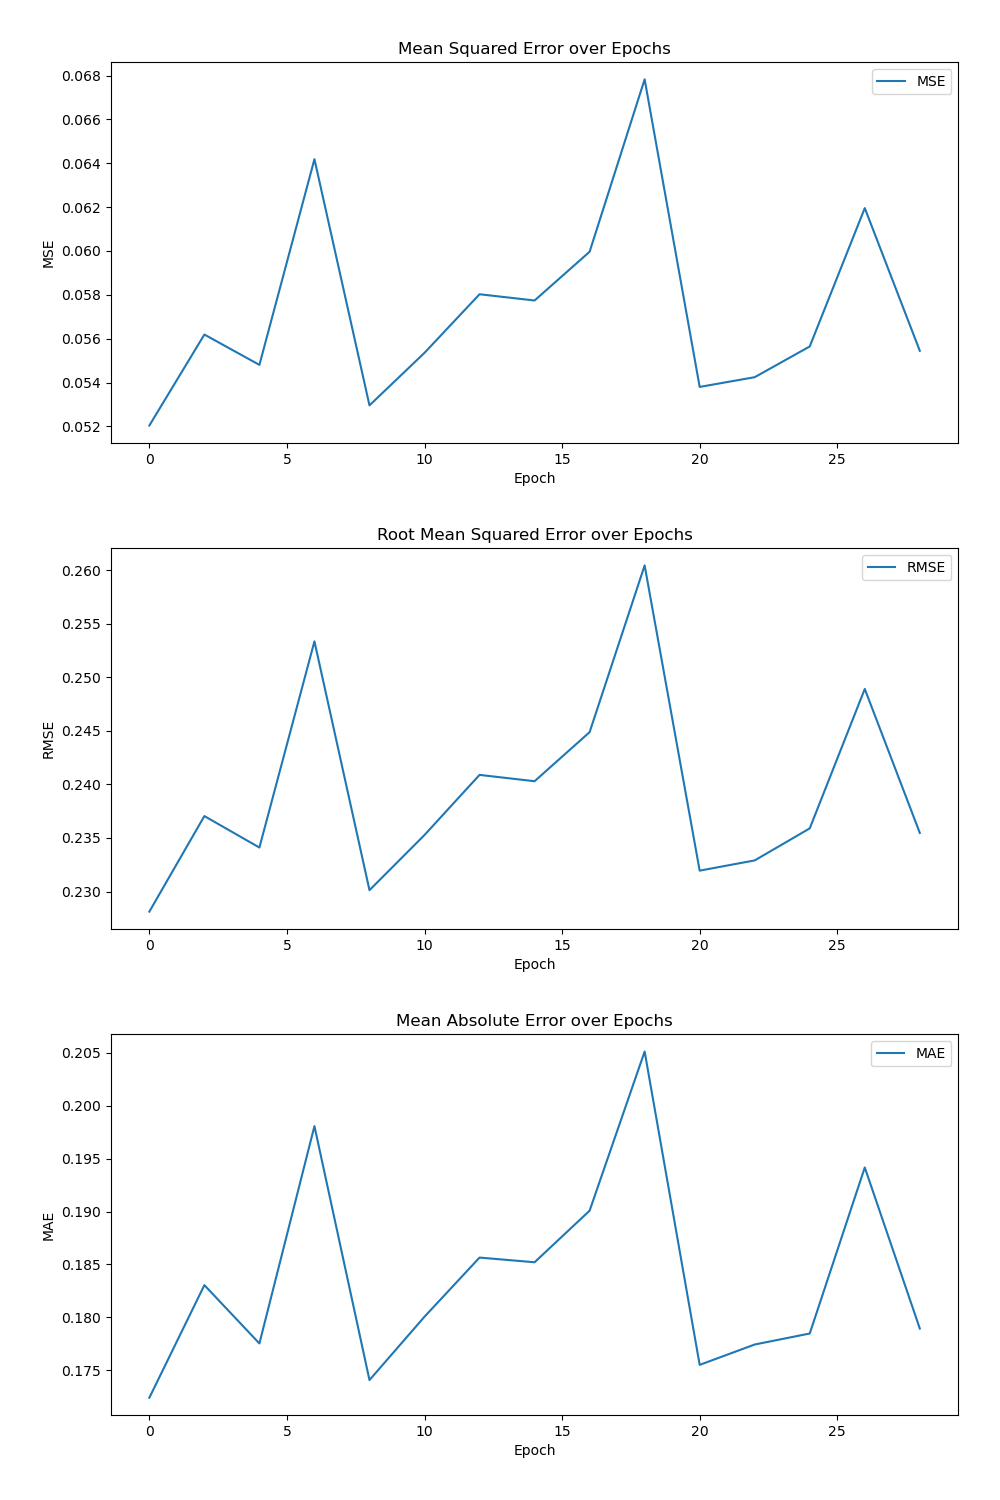 Mean Squared Error over Epochs
MSE
0.068
0.066
0.064
0.062
0.060
0.058
0.056
0.054
0.052
MSE
0 5 10 15 20 25
Epoch
Root Mean Squared Error over Epochs
RMSE
0.260
0.255
0.250
0.245
0.240
0.235
0.230
RMSE
0 5 10 15 20 25
Epoch
Mean Absolute Error over Epochs
MAE
0.205
0.200
0.195
0.190
0.185
0.180
0.175
MAE
0 5 10 15 20 25
Epoch